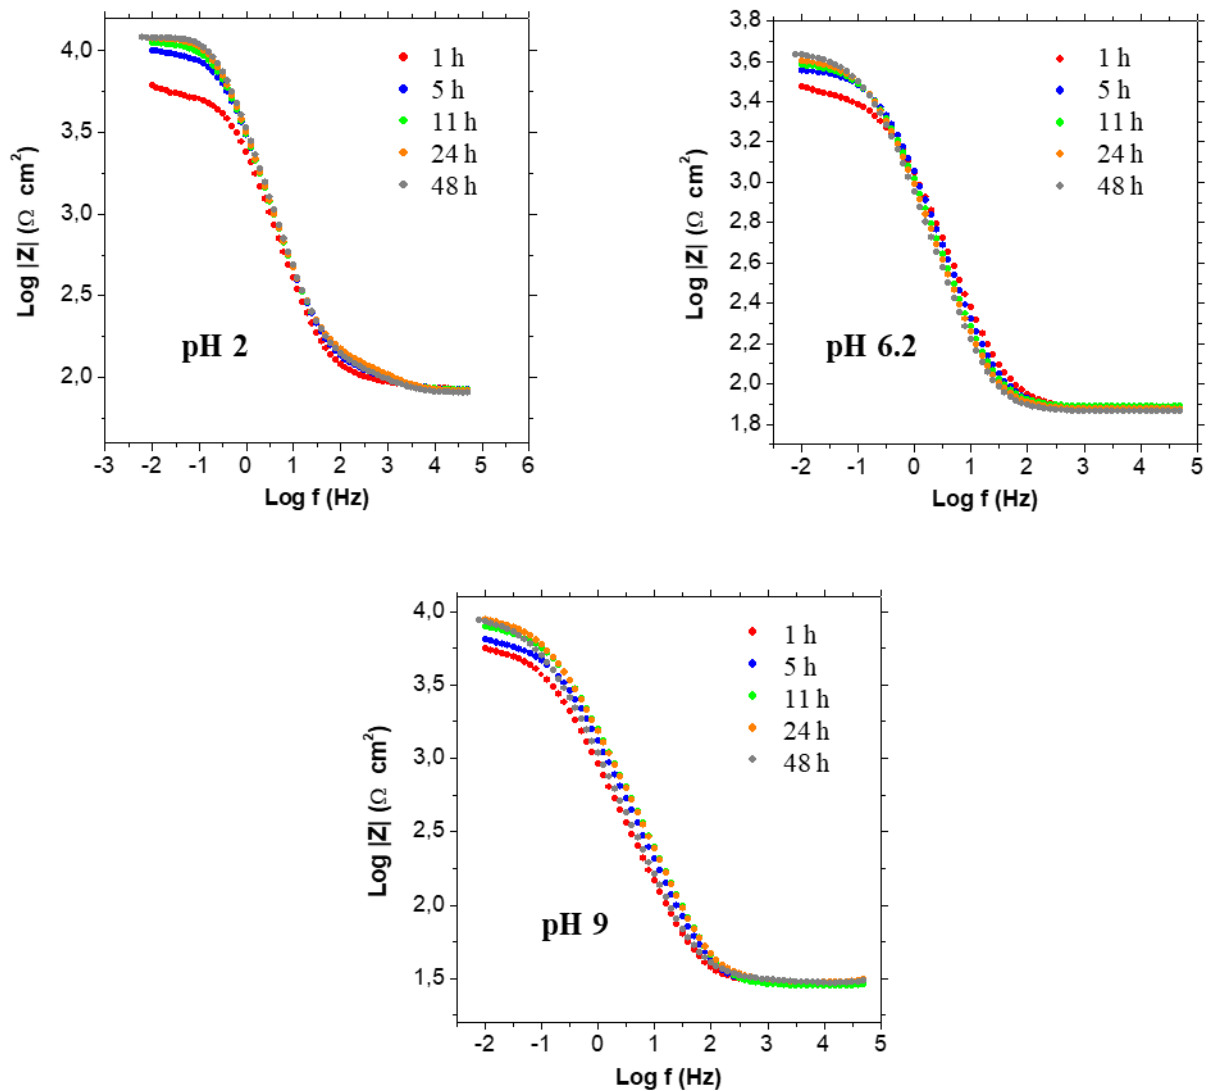 4,0
3,5
3,0
2,5
2,0
Log |Z| (Ω cm²)
1 h
5 h
11 h
24 h
48 h
pH 2
-3 -2 -1 0 1 2 3 4 5 6
Log f (Hz)
3,8
3,6
3,4
3,2
3,0
2,8
2,6
2,4
2,2
2,0
1,8
Log |Z| (Ω cm²)
1 h
5 h
11 h
24 h
48 h
pH 6.2
-2 -1 0 1 2 3 4 5
Log f (Hz)
4,0
3,5
3,0
2,5
2,0
1,5
Log |Z| (Ω cm²)
1 h
5 h
11 h
24 h
48 h
pH 9
-2 -1 0 1 2 3 4 5
Log f (Hz)